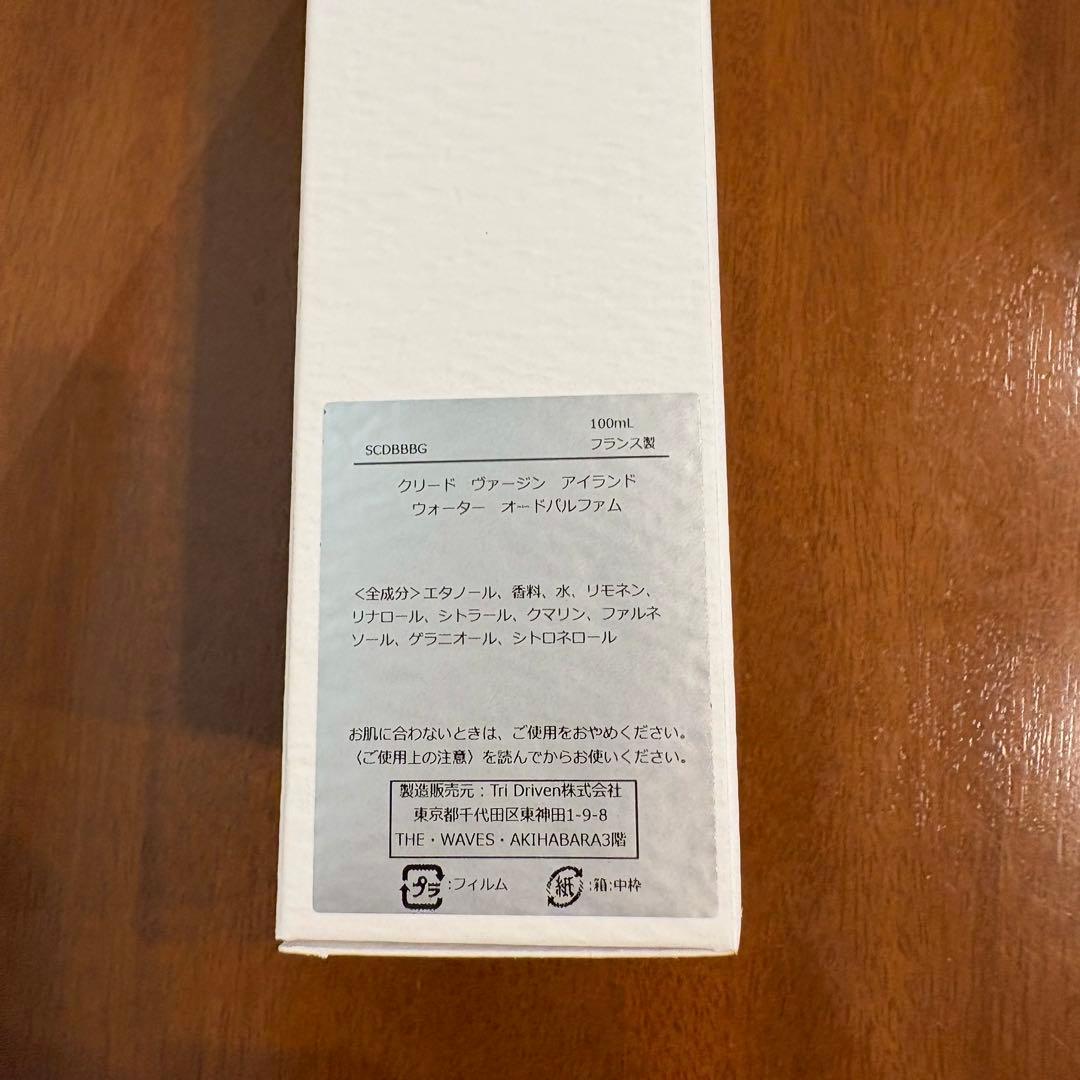 100mL
SCDBBBG フランス製
クリード ヴァージン アイランド
ウォーター オードパルファム
＜全成分＞エタノール、香料、水、リモネン、
リナロール、シトラール、クマリン、ファルネ
ソール、ゲラニオール、シトロネロール
お肌に合わないときは、ご使用をおやめください。
〈ご使用上の注意〉を読んでからお使いください。
製造販売元：Tri Driven株式会社
東京都千代田区東神田1-9-8
THE・WAVES・AKIHABARA3階
プラ:フィルム 紙:箱:中枠